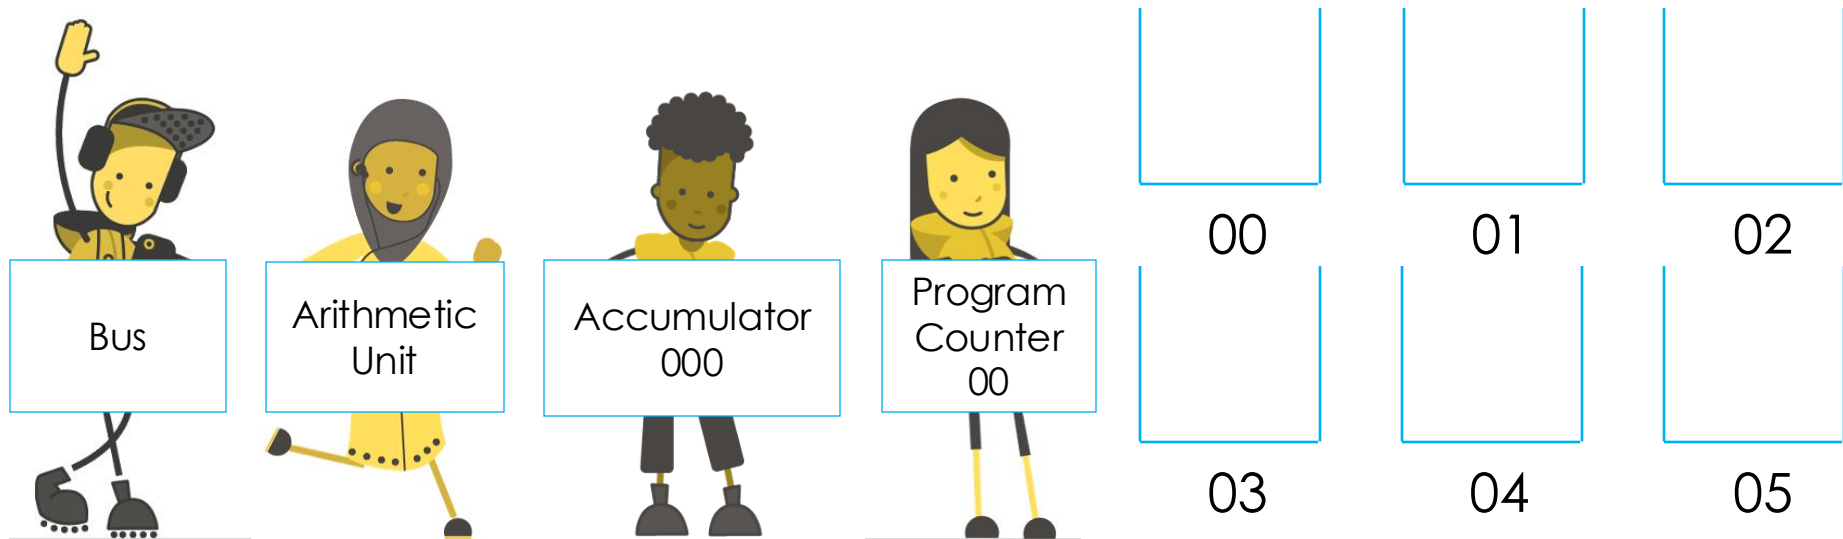 Bus
Arithmetic
Unit
Accumulator
000
Program
Counter
00
00
01
02
03
04
05